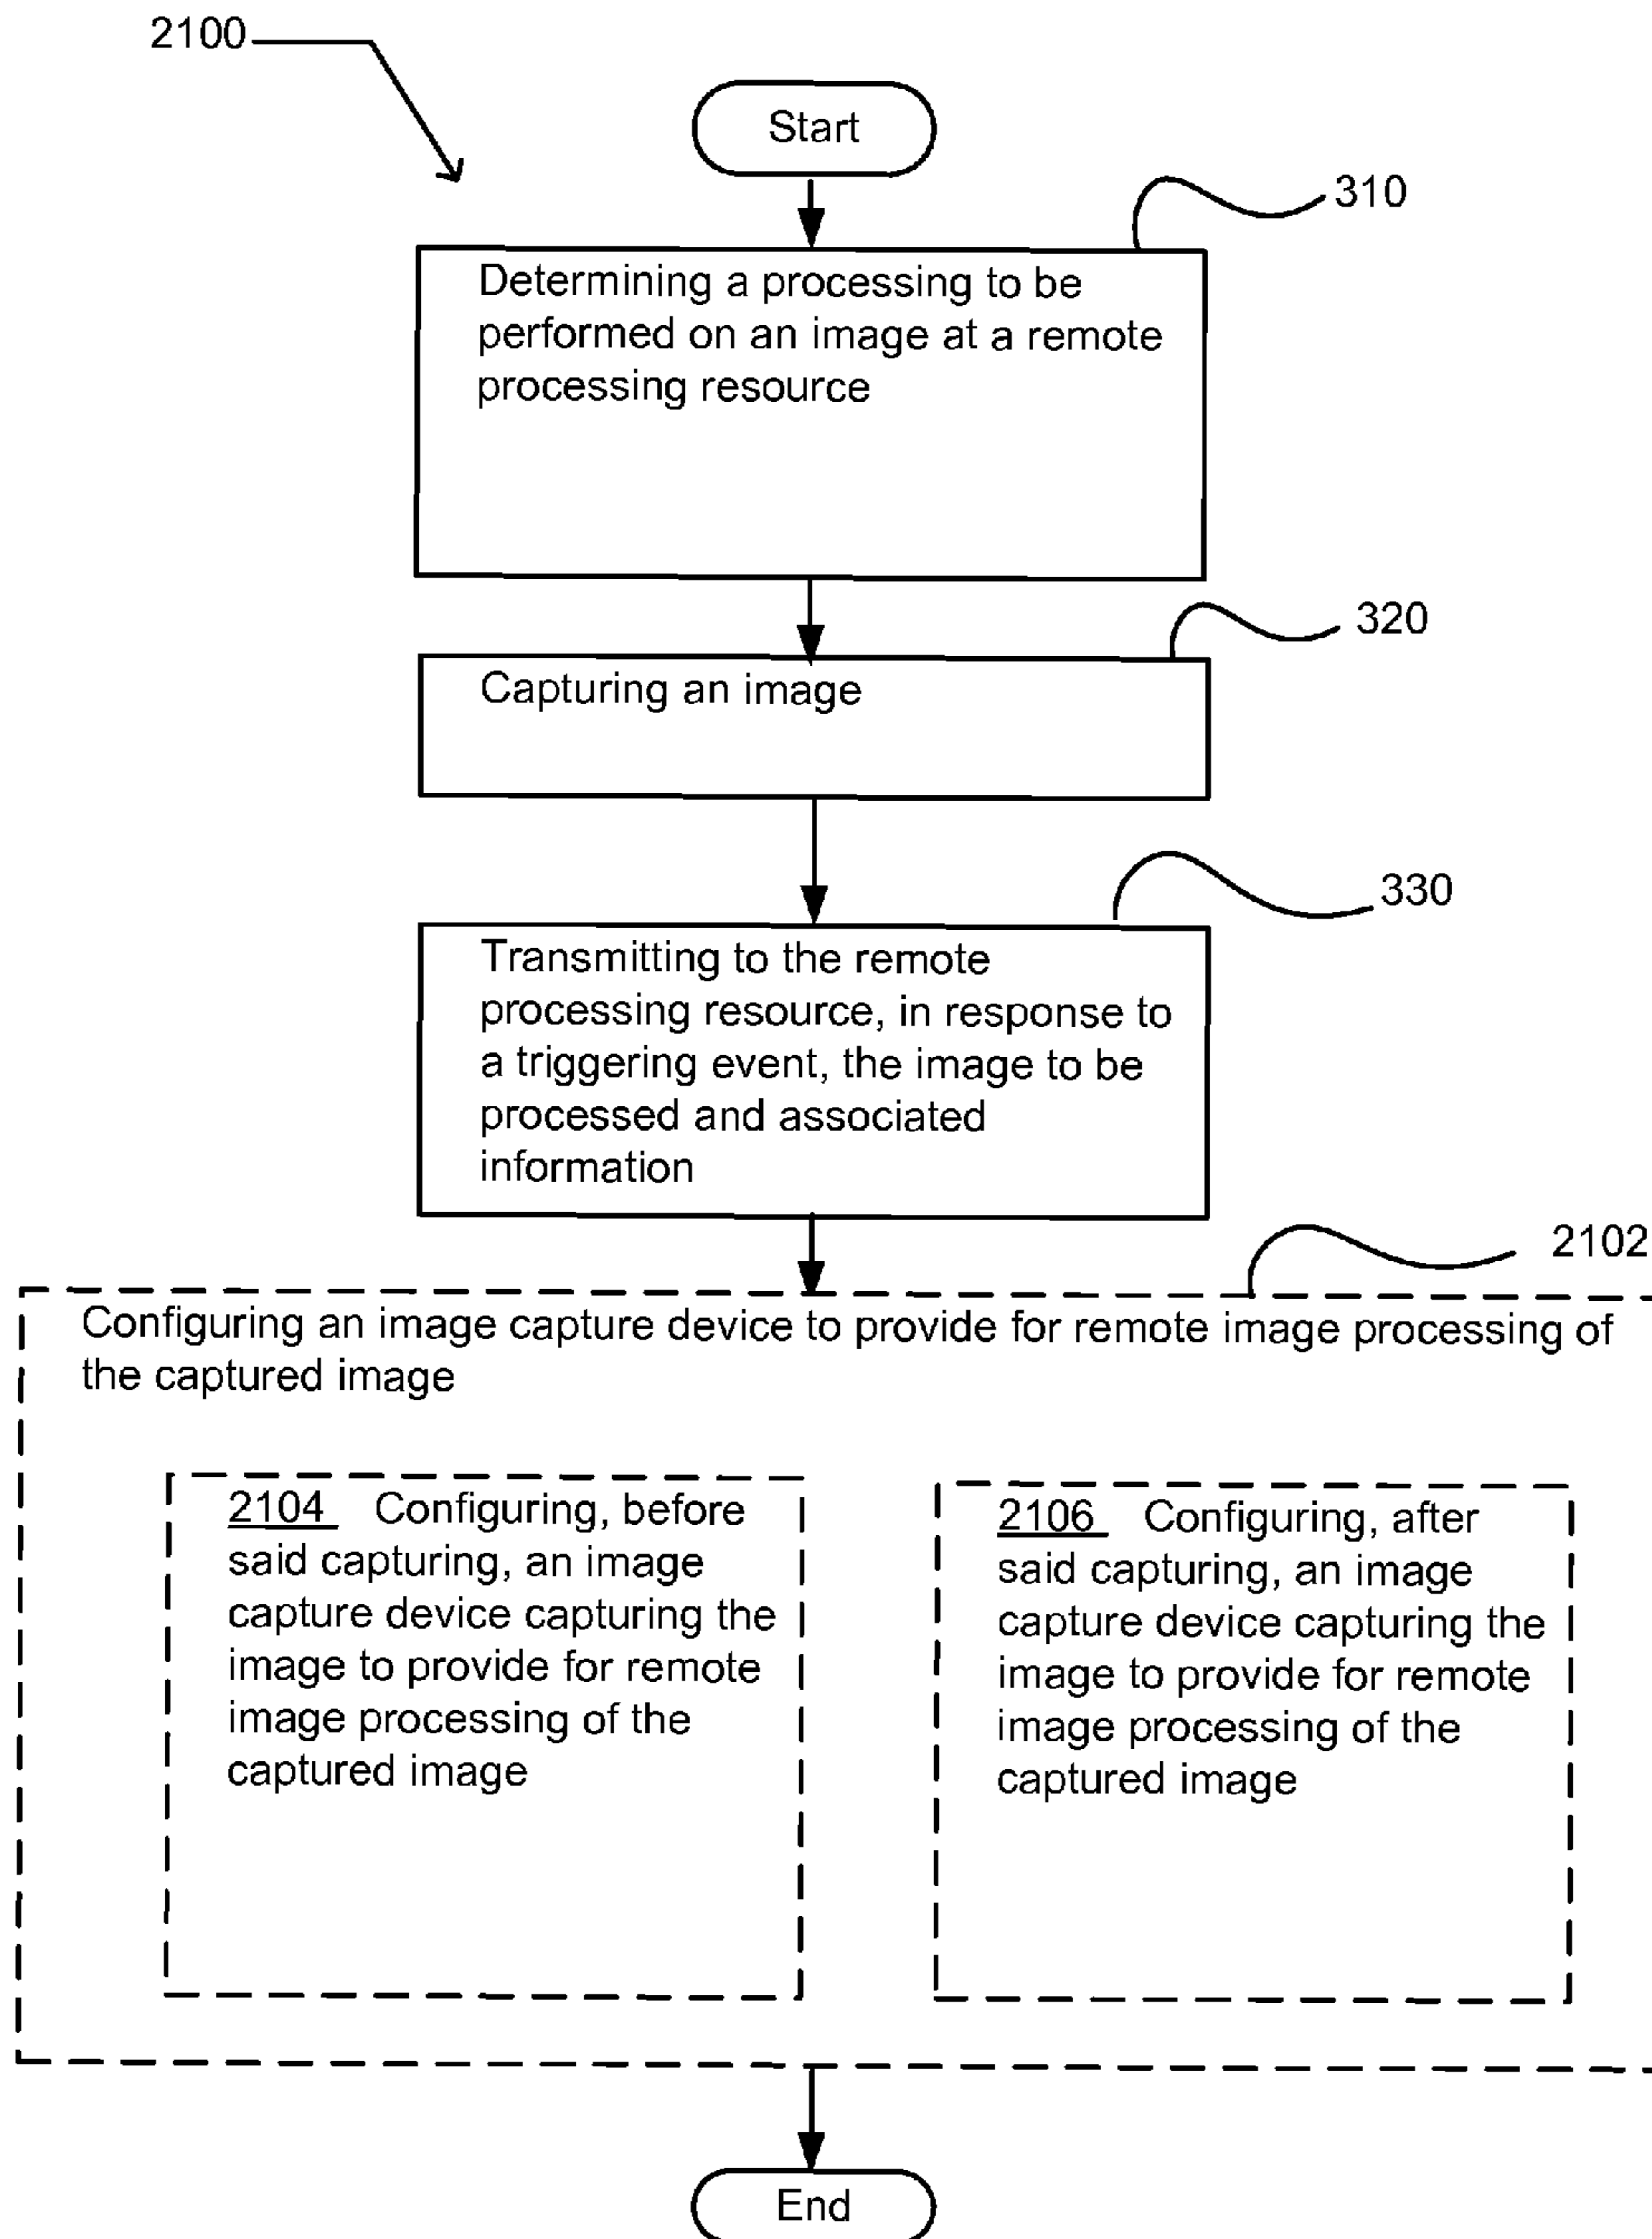 2100
Start
310
Determining a processing to be
performed on an image at a remote
processing resource
320
Capturing an image
330
Transmitting to the remote
processing resource, in response to
a triggering event, the image to be
processed and associated
information
2102
Configuring an image capture device to provide for remote image processing of
the captured image
2104 Configuring, before
said capturing, an image
capture device capturing the
image to provide for remote
image processing of the
captured image
2106 Configuring, after
said capturing, an image
capture device capturing the
image to provide for remote
image processing of the
captured image
End